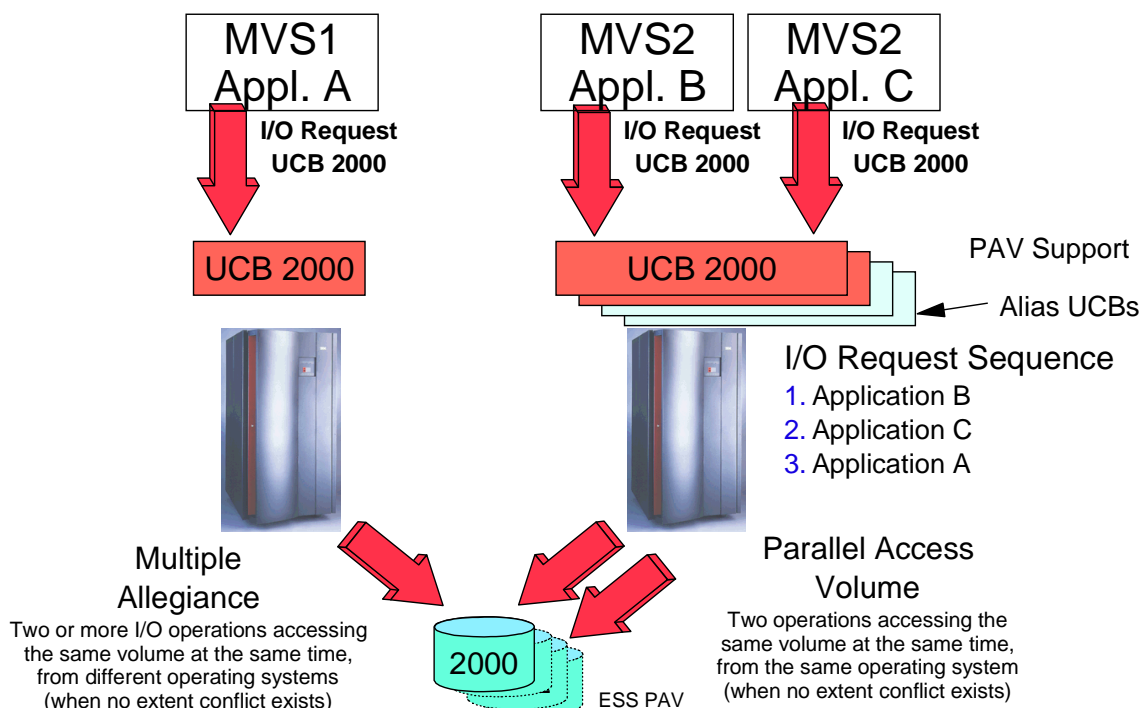 MVS1
Appl. A
MVS2
Appl. B
MVS2
Appl. C
I/O Request
UCB 2000
I/O Request
UCB 2000
I/O Request
UCB 2000
UCB 2000
UCB 2000
PAV Support
Alias UCBs
I/O Request Sequence
1. Application B
2. Application C
3. Application A
Multiple
Allegiance
Two or more I/O operations accessing
the same volume at the same time,
from different operating systems
(when no extent conflict exists)
Parallel Access
Volume
Two operations accessing the
same volume at the same time,
from the same operating system
(when no extent conflict exists)
2000
ESS PAV